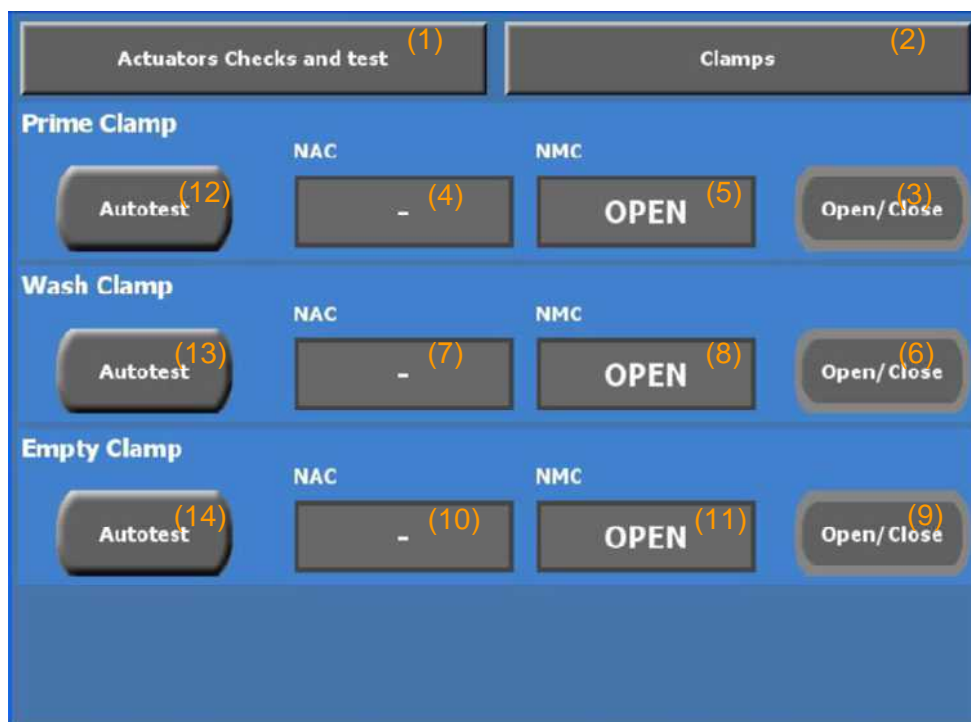 Actuators Checks and test (1)
Clamps (2)
Prime Clamp
NAC NMC
Autotest (12) - (4) OPEN (5) Open/Close (3)
Wash Clamp
NAC NMC
Autotest (13) - (7) OPEN (8) Open/Close (6)
Empty Clamp
NAC NMC
Autotest (14) - (10) OPEN (11) Open/Close (9)